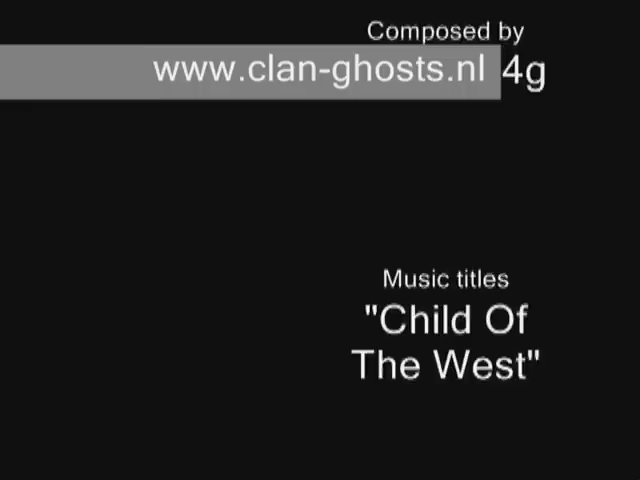 Composed by
www.clan-ghosts.nl 4g
Music titles
"Child Of
The West"